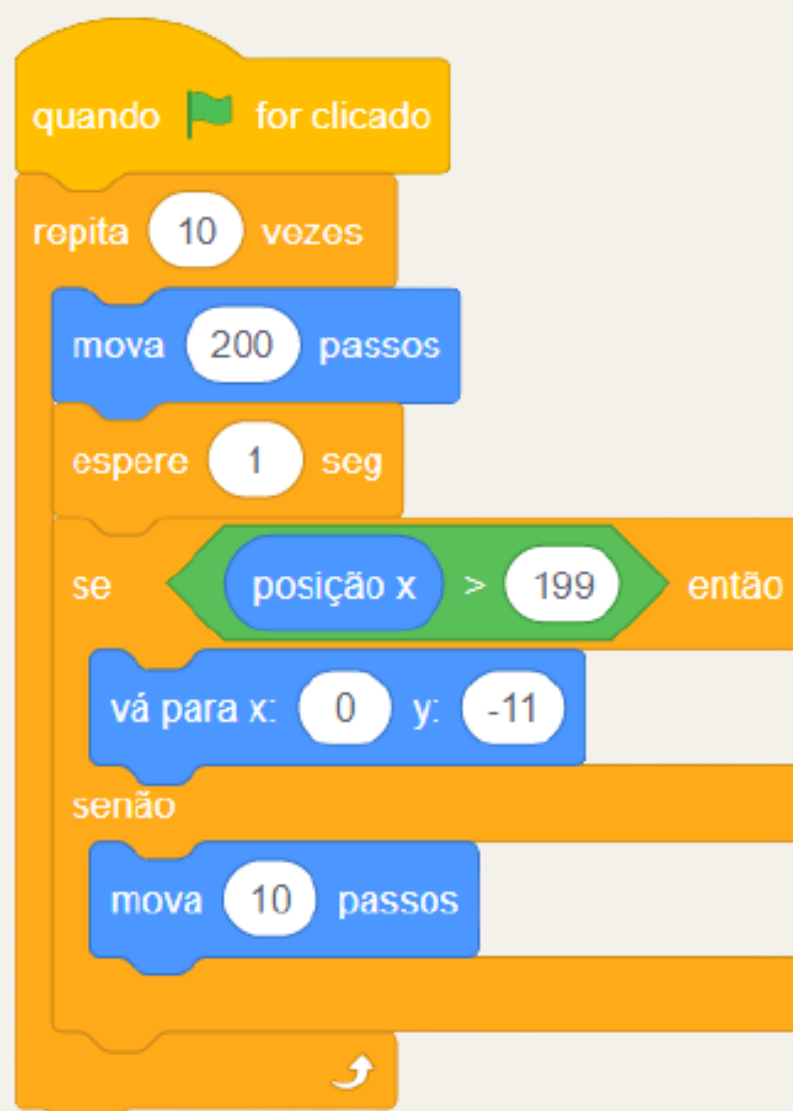 quando for clicado
repita 10 vezes
mova 200 passos
espere 1 seg
se posição x > 199 então
vá para x: 0 y: -11
senão
mova 10 passos